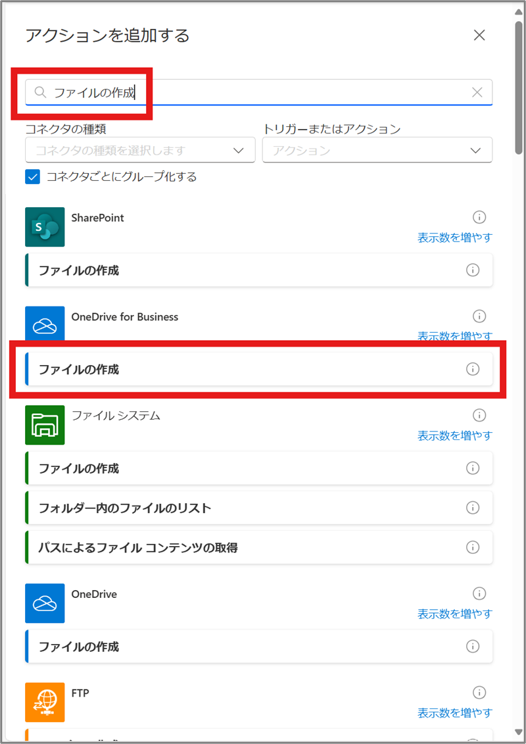 アクションを追加する
ファイルの作成
コネクタの種類
トリガーまたはアクション
コネクタの種類を選択します
アクション
コネクタごとにグループ化する
SharePoint
表示数を増やす
ファイルの作成
OneDrive for Business
表示数を増やす
ファイルの作成
ファイル システム
表示数を増やす
ファイルの作成
フォルダー内のファイルのリスト
パスによるファイル コンテンツの取得
OneDrive
表示数を増やす
ファイルの作成
FTP
表示数を増やす